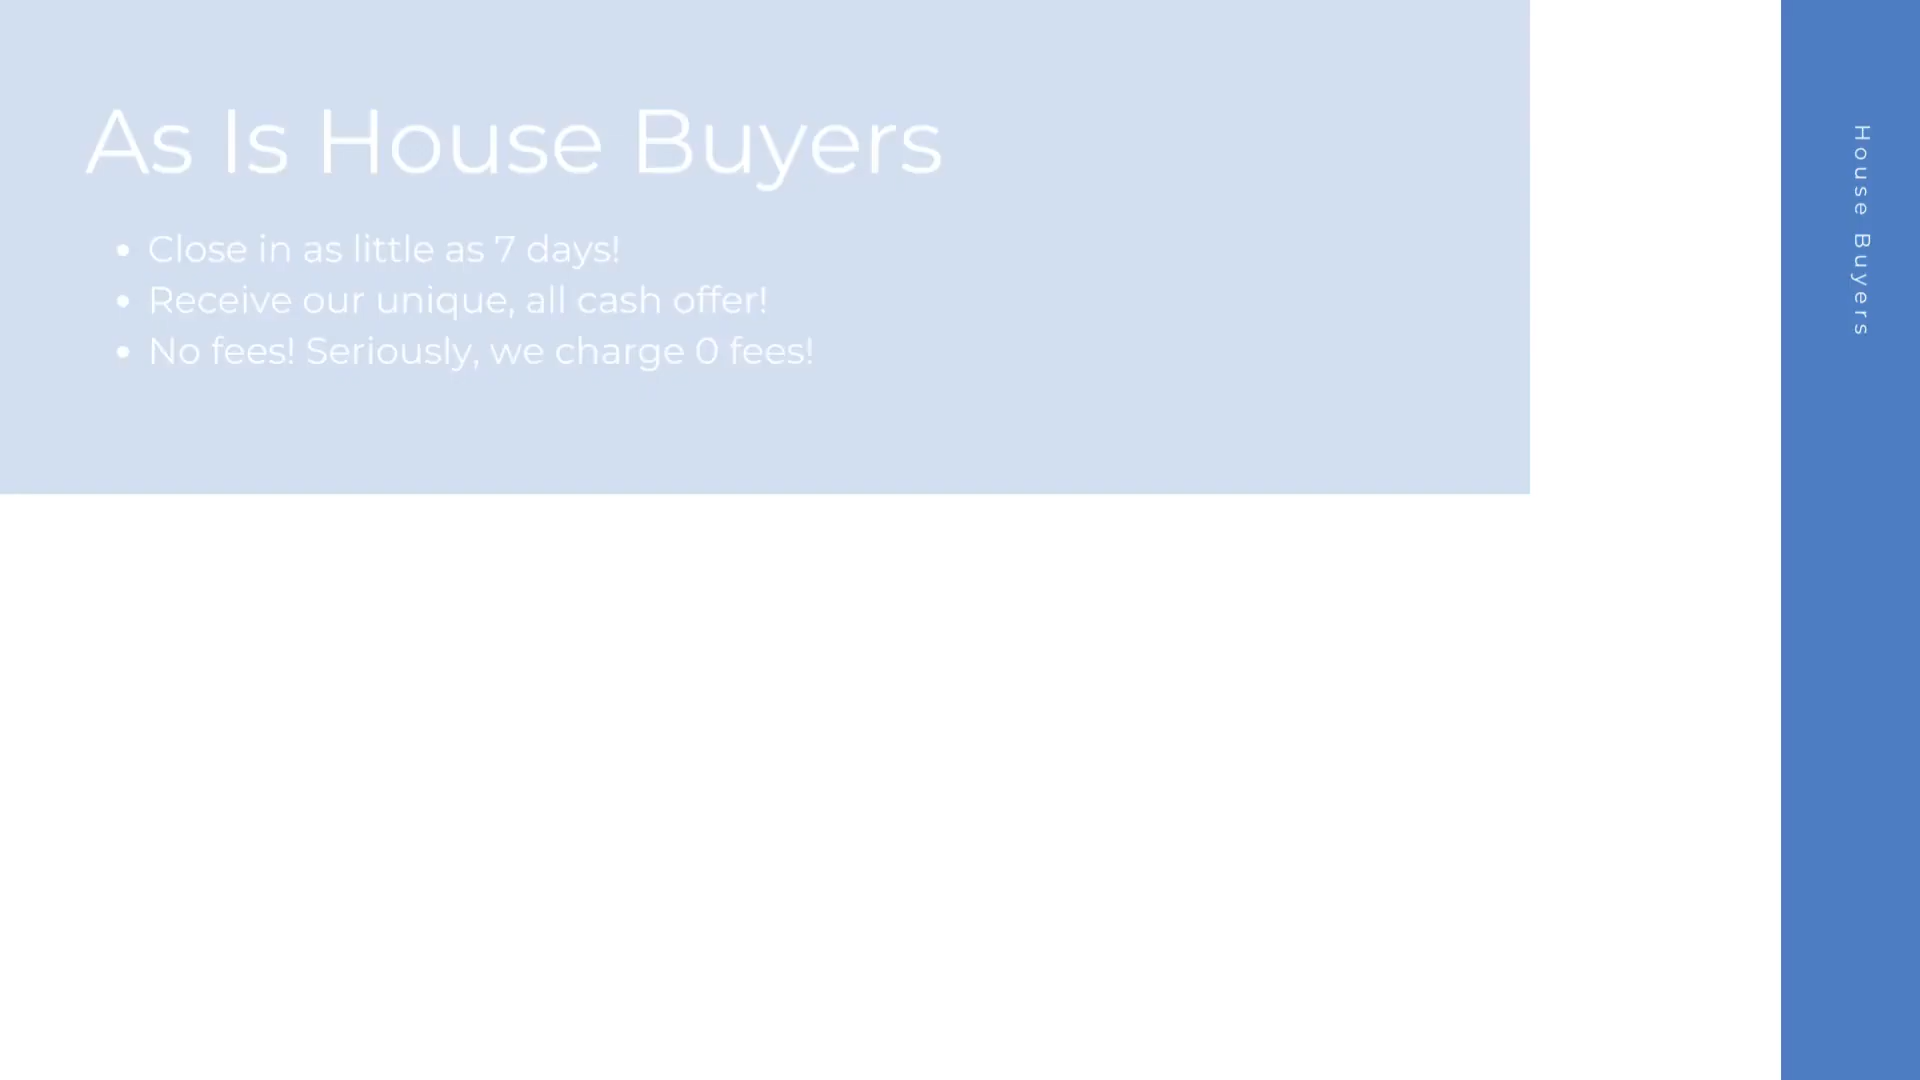 As Is House Buyers
• Close in as little as 7 days!
• Receive our unique, all cash offer!
• No fees! Seriously, we charge 0 fees!
House Buyers